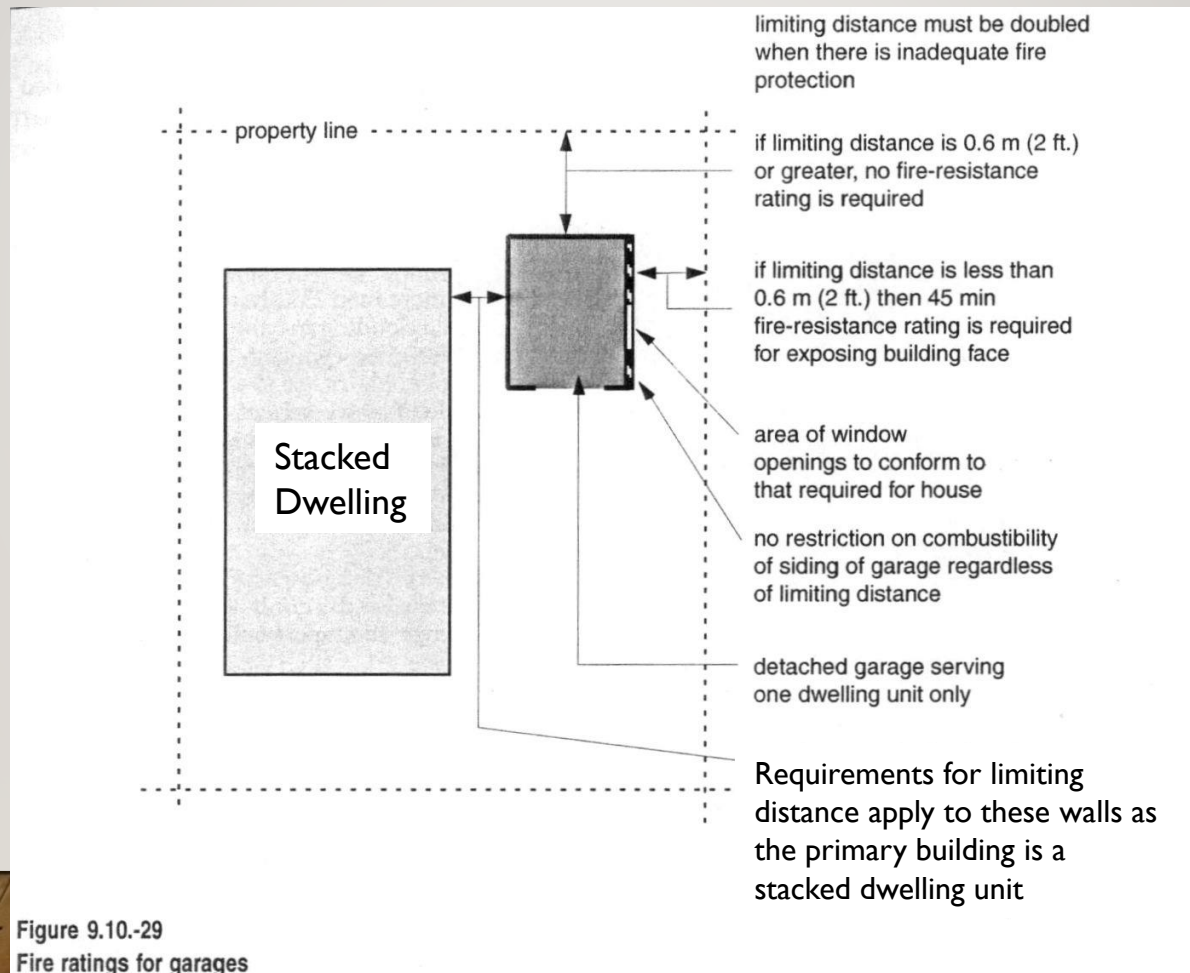 limiting distance must be doubled
when there is inadequate fire
protection
property line
if limiting distance is 0.6 m (2 ft.)
or greater, no fire-resistance
rating is required
if limiting distance is less than
0.6 m (2 ft.) then 45 min
fire-resistance rating is required
for exposing building face
area of window
openings to conform to
that required for house
Stacked
Dwelling
no restriction on combustibility
of siding of garage regardless
of limiting distance
detached garage serving
one dwelling unit only
Requirements for limiting
distance apply to these walls as
the primary building is a
stacked dwelling unit
Figure 9.10.-29
Fire ratings for garages